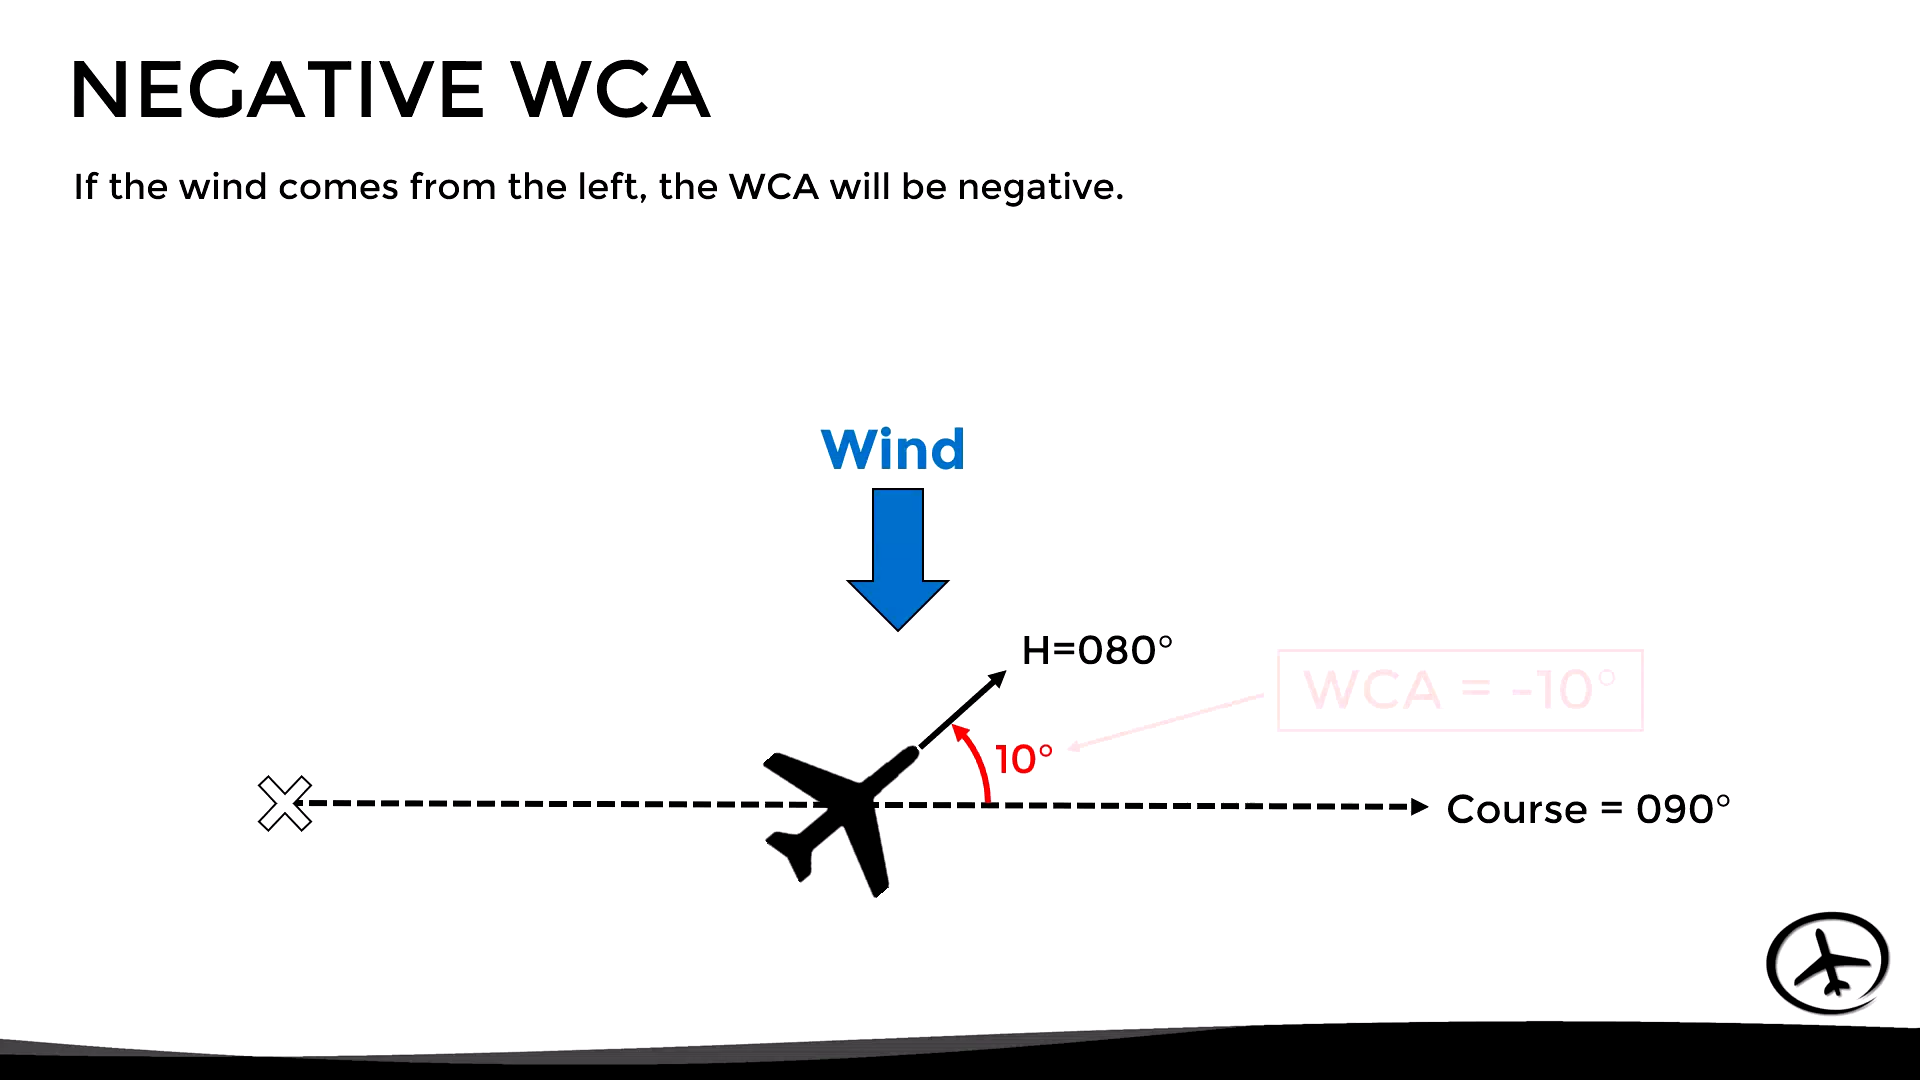 NEGATIVE WCA
If the wind comes from the left, the WCA will be negative.
Wind
H=080°
WCA = -10°
10°
Course = 090°